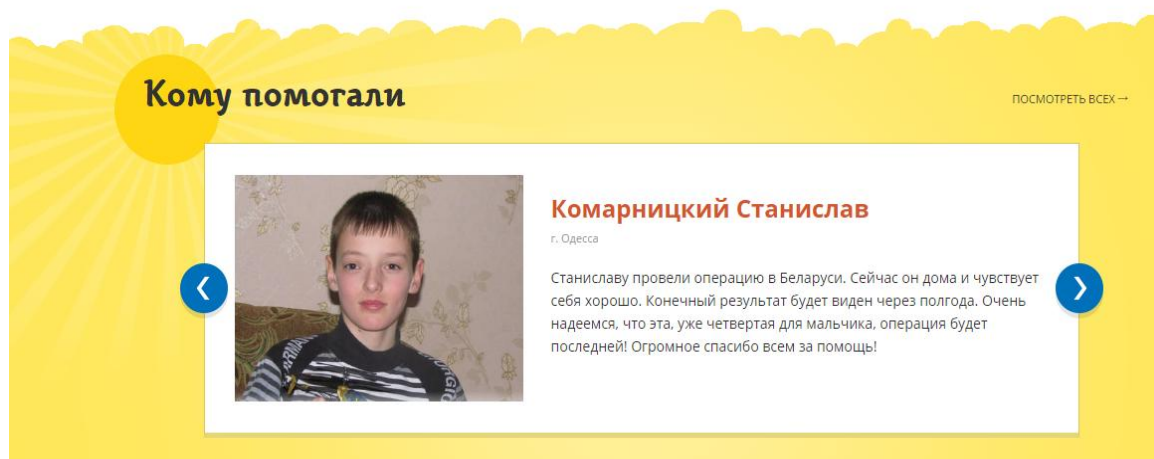 Кому помогали
ПОСМОТРЕТЬ ВСЕХ →
Комарницкий Станислав
г. Одесса
Станиславу провели операцию в Беларуси. Сейчас он дома и чувствует
себя хорошо. Конечный результат будет виден через полгода. Очень
надеемся, что эта, уже четвертая для мальчика, операция будет
последней! Огромное спасибо всем за помощь!